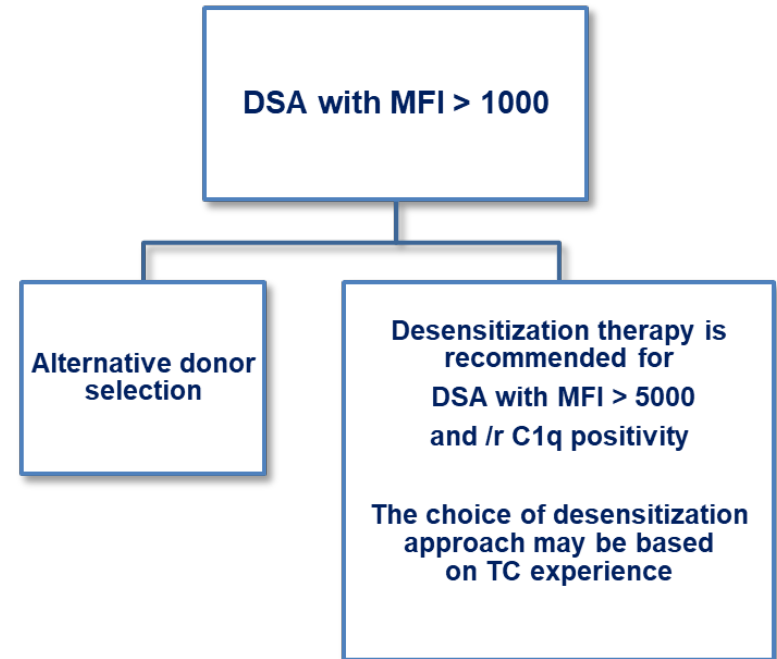 DSA with MFI > 1000
Alternative donor
selection
Desensitization therapy is
recommended for
DSA with MFI > 5000
and /r C1q positivity
The choice of desensitization
approach may be based
on TC experience